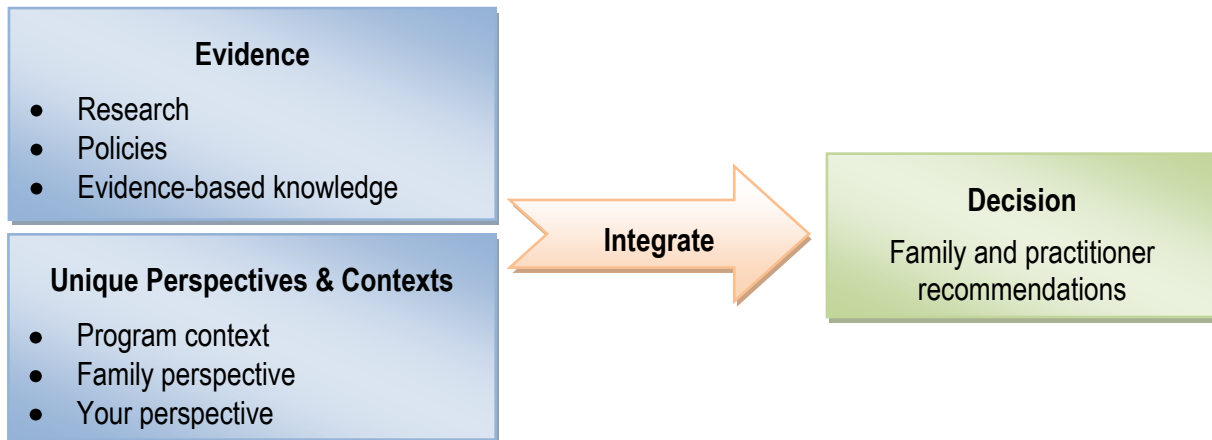 Evidence
• Research
• Policies
• Evidence-based knowledge
Unique Perspectives & Contexts
• Program context
• Family perspective
• Your perspective
Integrate
Decision
Family and practitioner
recommendations